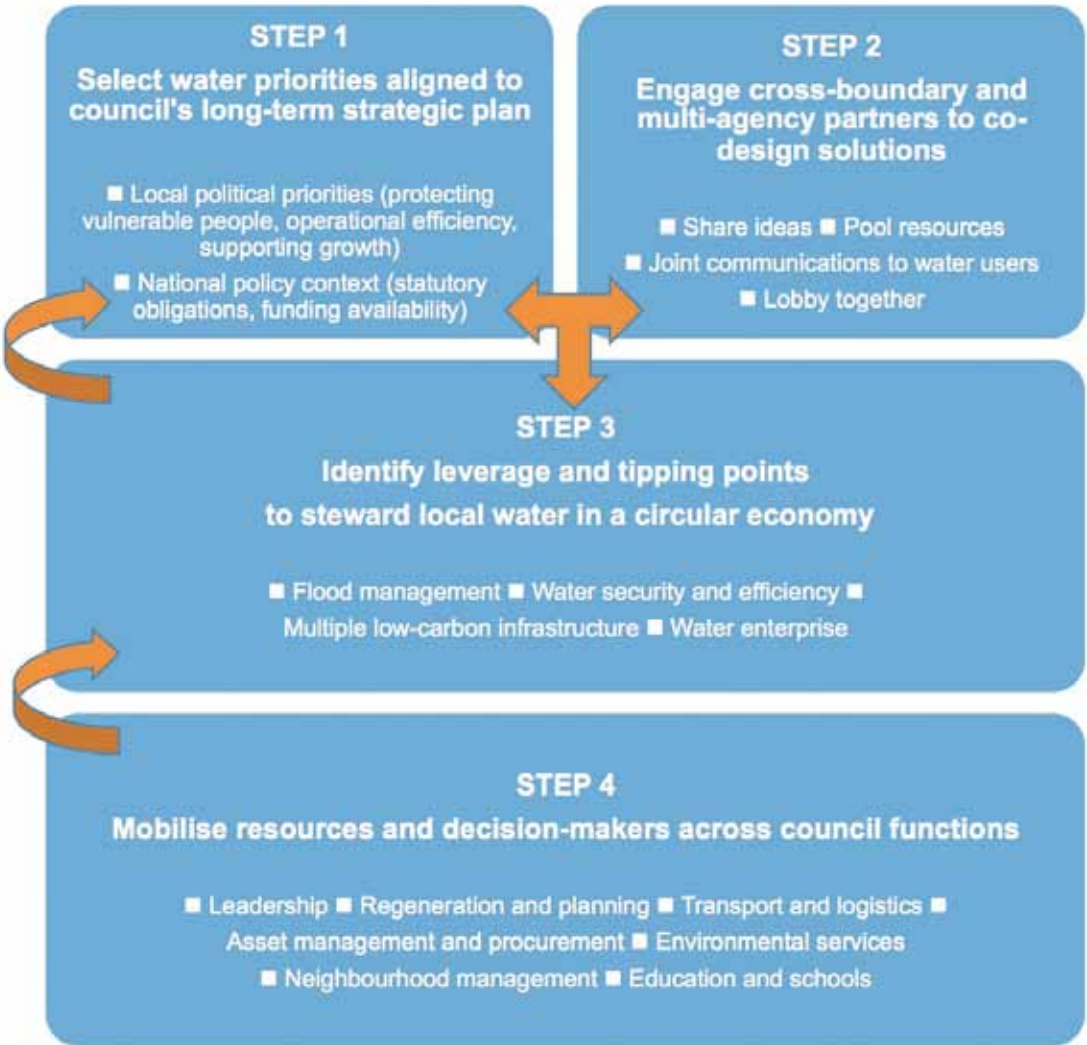 STEP 1
Select water priorities aligned to
council's long-term strategic plan
■ Local political priorities (protecting
vulnerable people, operational efficiency,
supporting growth)
■ National policy context (statutory
obligations, funding availability)
STEP 2
Engage cross-boundary and
multi-agency partners to co-
design solutions
■ Share ideas ■ Pool resources
■ Joint communications to water users
■ Lobby together
STEP 3
Identify leverage and tipping points
to steward local water in a circular economy
■ Flood management ■ Water security and efficiency ■
Multiple low-carbon infrastructure ■ Water enterprise
STEP 4
Mobilise resources and decision-makers across council functions
■ Leadership ■ Regeneration and planning ■ Transport and logistics ■
Asset management and procurement ■ Environmental services
■ Neighbourhood management ■ Education and schools